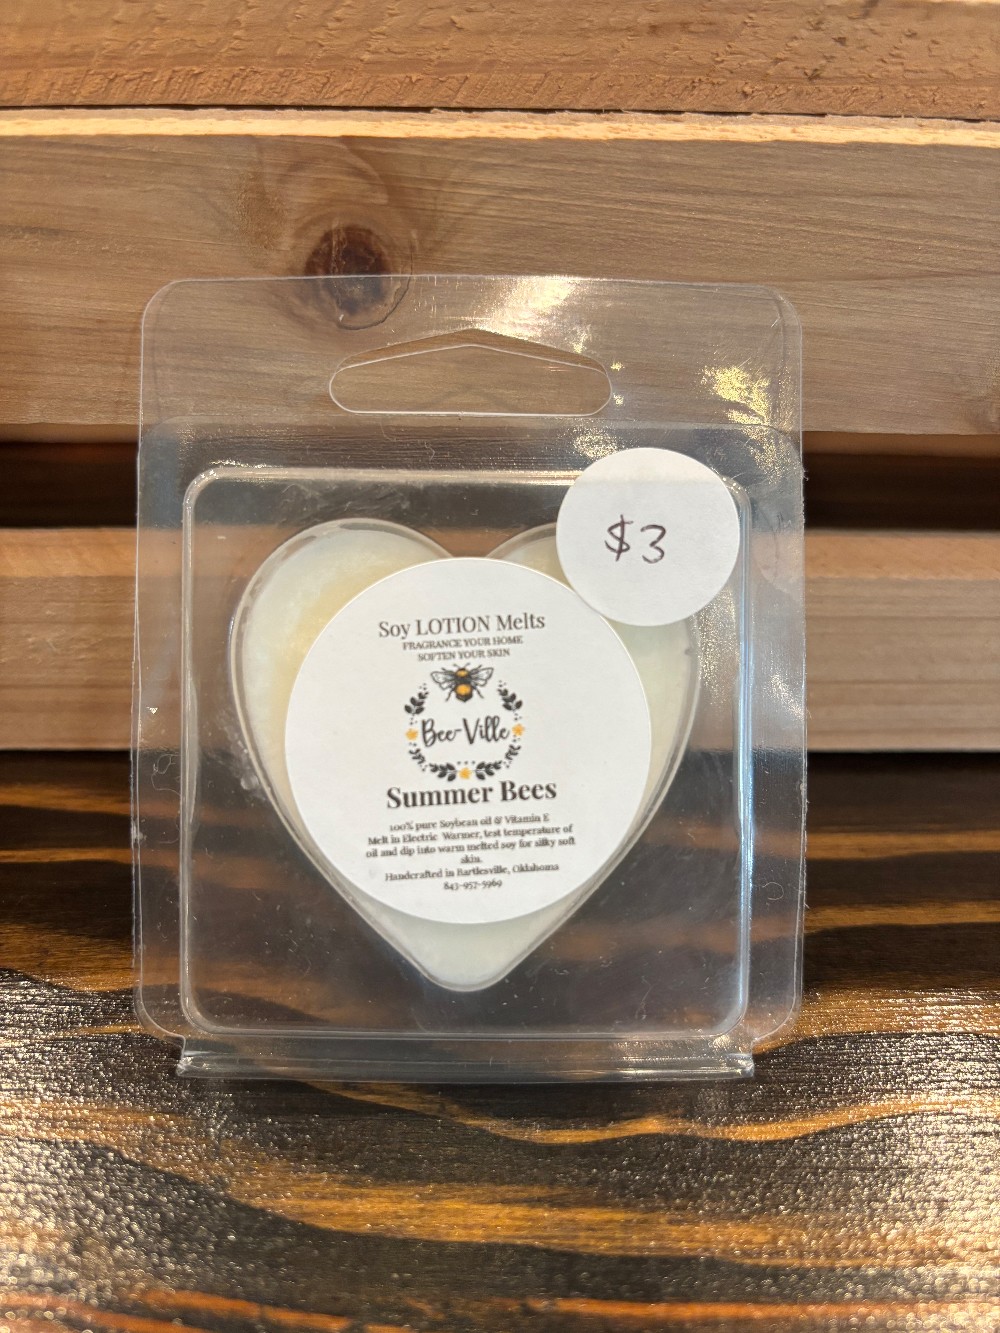 $3
Soy LOTION Melts
FRAGRANCE YOUR HOME
SOFTEN YOUR SKIN
Bee-Ville
Summer Bees
100% pure Soybean oil & Vitamin E
Melt in Electric Warmer, test temperature of
oil and dip into warm melted soy for silky soft
skin.
Handcrafted in Bartlesville, Oklahoma
843-957-5969